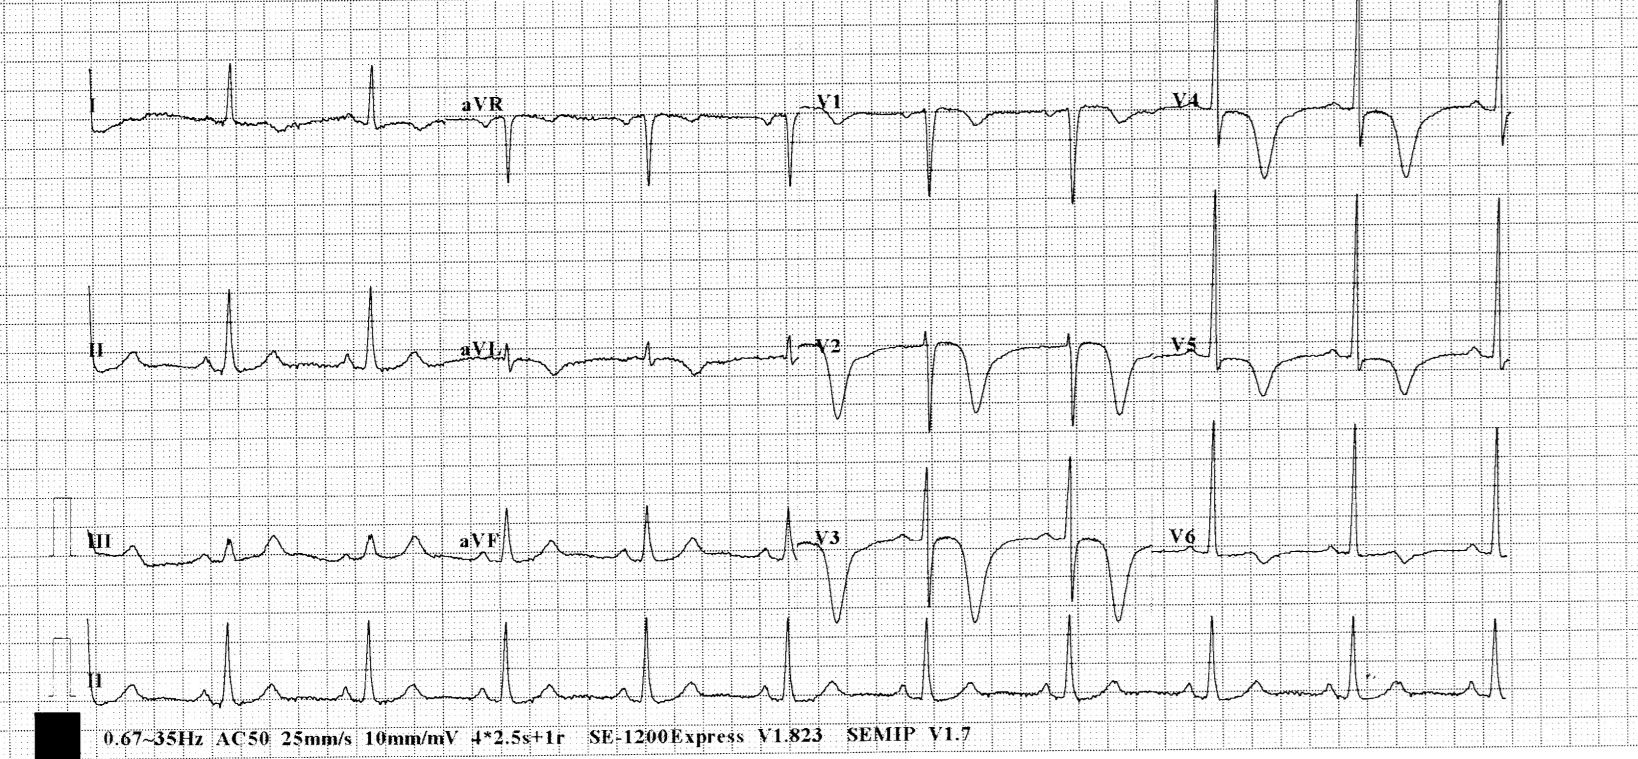 I aVR V1 V4
II aVL V2 V5
III aVF V3 V6
II
0.67~35Hz AC50 25mm/s 10mm/mV 4*2.5s+1r SE-1200Express V1.823 SEMIP V1.7